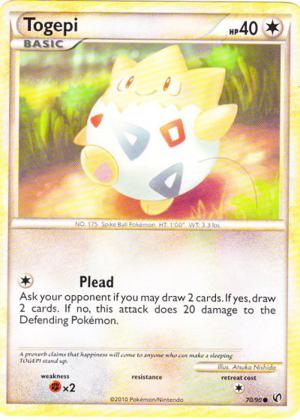 Togepi
HP 40
BASIC
NO. 175 Spike Ball Pokémon HT: 1'00" WT: 3.3 lbs.
Plead
Ask your opponent if you may draw 2 cards. If yes, draw
2 cards. If no, this attack does 20 damage to the
Defending Pokémon.
Illus. Atsuko Nishida
A proverb claims that happiness will come to anyone who can make a sleeping
TOGEPI stand up.
weakness resistance retreat cost
×2
©2010 Pokémon/Nintendo 70/90